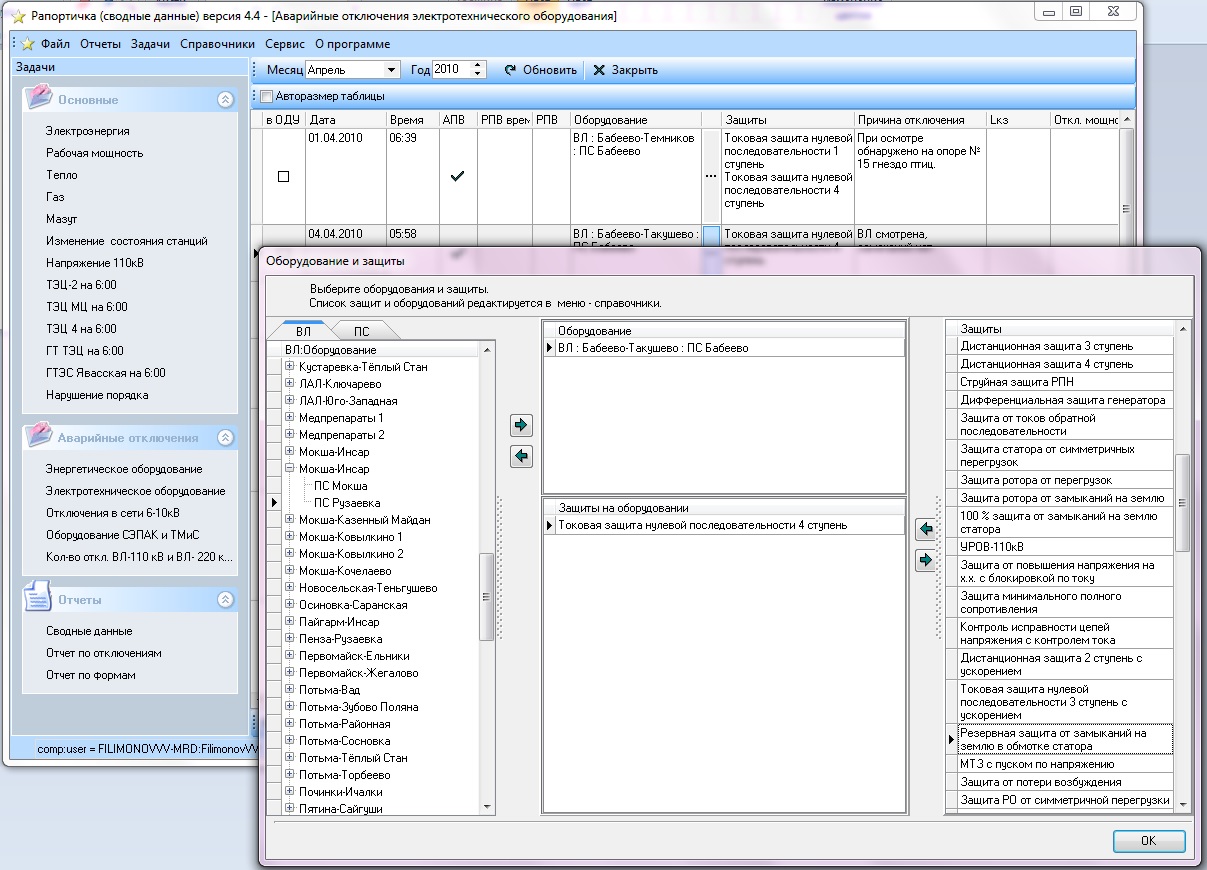 Рапортичка (сводные данные) версия 4.4 - [Аварийные отключения электротехнического оборудования]
Файл Отчеты Задачи Справочники Сервис О программе
Задачи
Месяц Апрель Год 2010 Обновить Закрыть
Авторазмер таблицы
Основные
Электроэнергия
Рабочая мощность
Тепло
Газ
Мазут
Изменение состояния станций
Напряжение 110кВ
ТЭЦ-2 на 6:00
ТЭЦ МЦ на 6:00
ТЭЦ 4 на 6:00
ГТ ТЭЦ на 6:00
ГТЭС Явасская на 6:00
Нарушение порядка
Аварийные отключения
Энергетическое оборудование
Электротехническое оборудование
Отключения в сети 6-10кВ
Оборудование СЭПАК и ТМиС
Кол-во откл. ВЛ-110 кВ и ВЛ- 220 к...
Отчеты
Сводные данные
Отчет по отключениям
Отчет по формам
comp:user = FILIMONOVVV-MRD:FilimonovVV
в ОДУ Дата Время АПВ РПВ врем РПВ Оборудование Защиты Причина отключения Lкз Откл. мощнс
01.04.2010 06:39
ВЛ : Бабеево-Темников
: ПС Бабеево
...
Токовая защита нулевой
последовательности 1
ступень
Токовая защита нулевой
последовательности 4
ступень
При осмотре
обнаружено на опоре №
15 гнездо птиц.
04.04.2010 05:58 ВЛ : Бабеево-Такушево : Токовая защита нулевой ВЛ смотрена,
Оборудование и защиты
Выберите оборудования и защиты.
Список защит и оборудований редактируется в меню - справочники.
ВЛ ПС
ВЛ:Оборудование
Кустаревка-Тёплый Стан
ЛАЛ-Ключарево
ЛАЛ-Юго-Западная
Медпрепараты 1
Медпрепараты 2
Мокша-Инсар
Мокша-Инсар
ПС Мокша
ПС Рузаевка
Мокша-Казенный Майдан
Мокша-Ковылкино 1
Мокша-Ковылкино 2
Мокша-Кочелаево
Новосельская-Теньгушево
Осиновка-Саранская
Пайгарм-Инсар
Пенза-Рузаевка
Первомайск-Ельники
Первомайск-Жегалово
Потьма-Вад
Потьма-Зубово Поляна
Потьма-Районная
Потьма-Сосновка
Потьма-Тёплый Стан
Потьма-Торбеево
Починки-Ичалки
Пятина-Сайгуши
Оборудование
ВЛ : Бабеево-Такушево : ПС Бабеево
Защиты на оборудовании
Токовая защита нулевой последовательности 4 ступень
Защиты
Дистанционная защита 3 ступень
Дистанционная защита 4 ступень
Струйная защита РПН
Дифференциальная защита генератора
Защита от токов обратной
последовательности
Защита статора от симметричных
перегрузок
Защита ротора от перегрузок
Защита ротора от замыканий на землю
100 % защита от замыканий на землю
статора
УРОВ-110кВ
Защита от повышения напряжения на
х.х. с блокировкой по току
Защита минимального полного
сопротивления
Контроль исправности цепей
напряжения с контролем тока
Дистанционная защита 2 ступень с
ускорением
Токовая защита нулевой
последовательности 3 ступень с
ускорением
Резервная защита от замыканий на
землю в обмотке статора
МТЗ с пуском по напряжению
Защита от потери возбуждения
Защита РО от симметричной перегрузки
OK